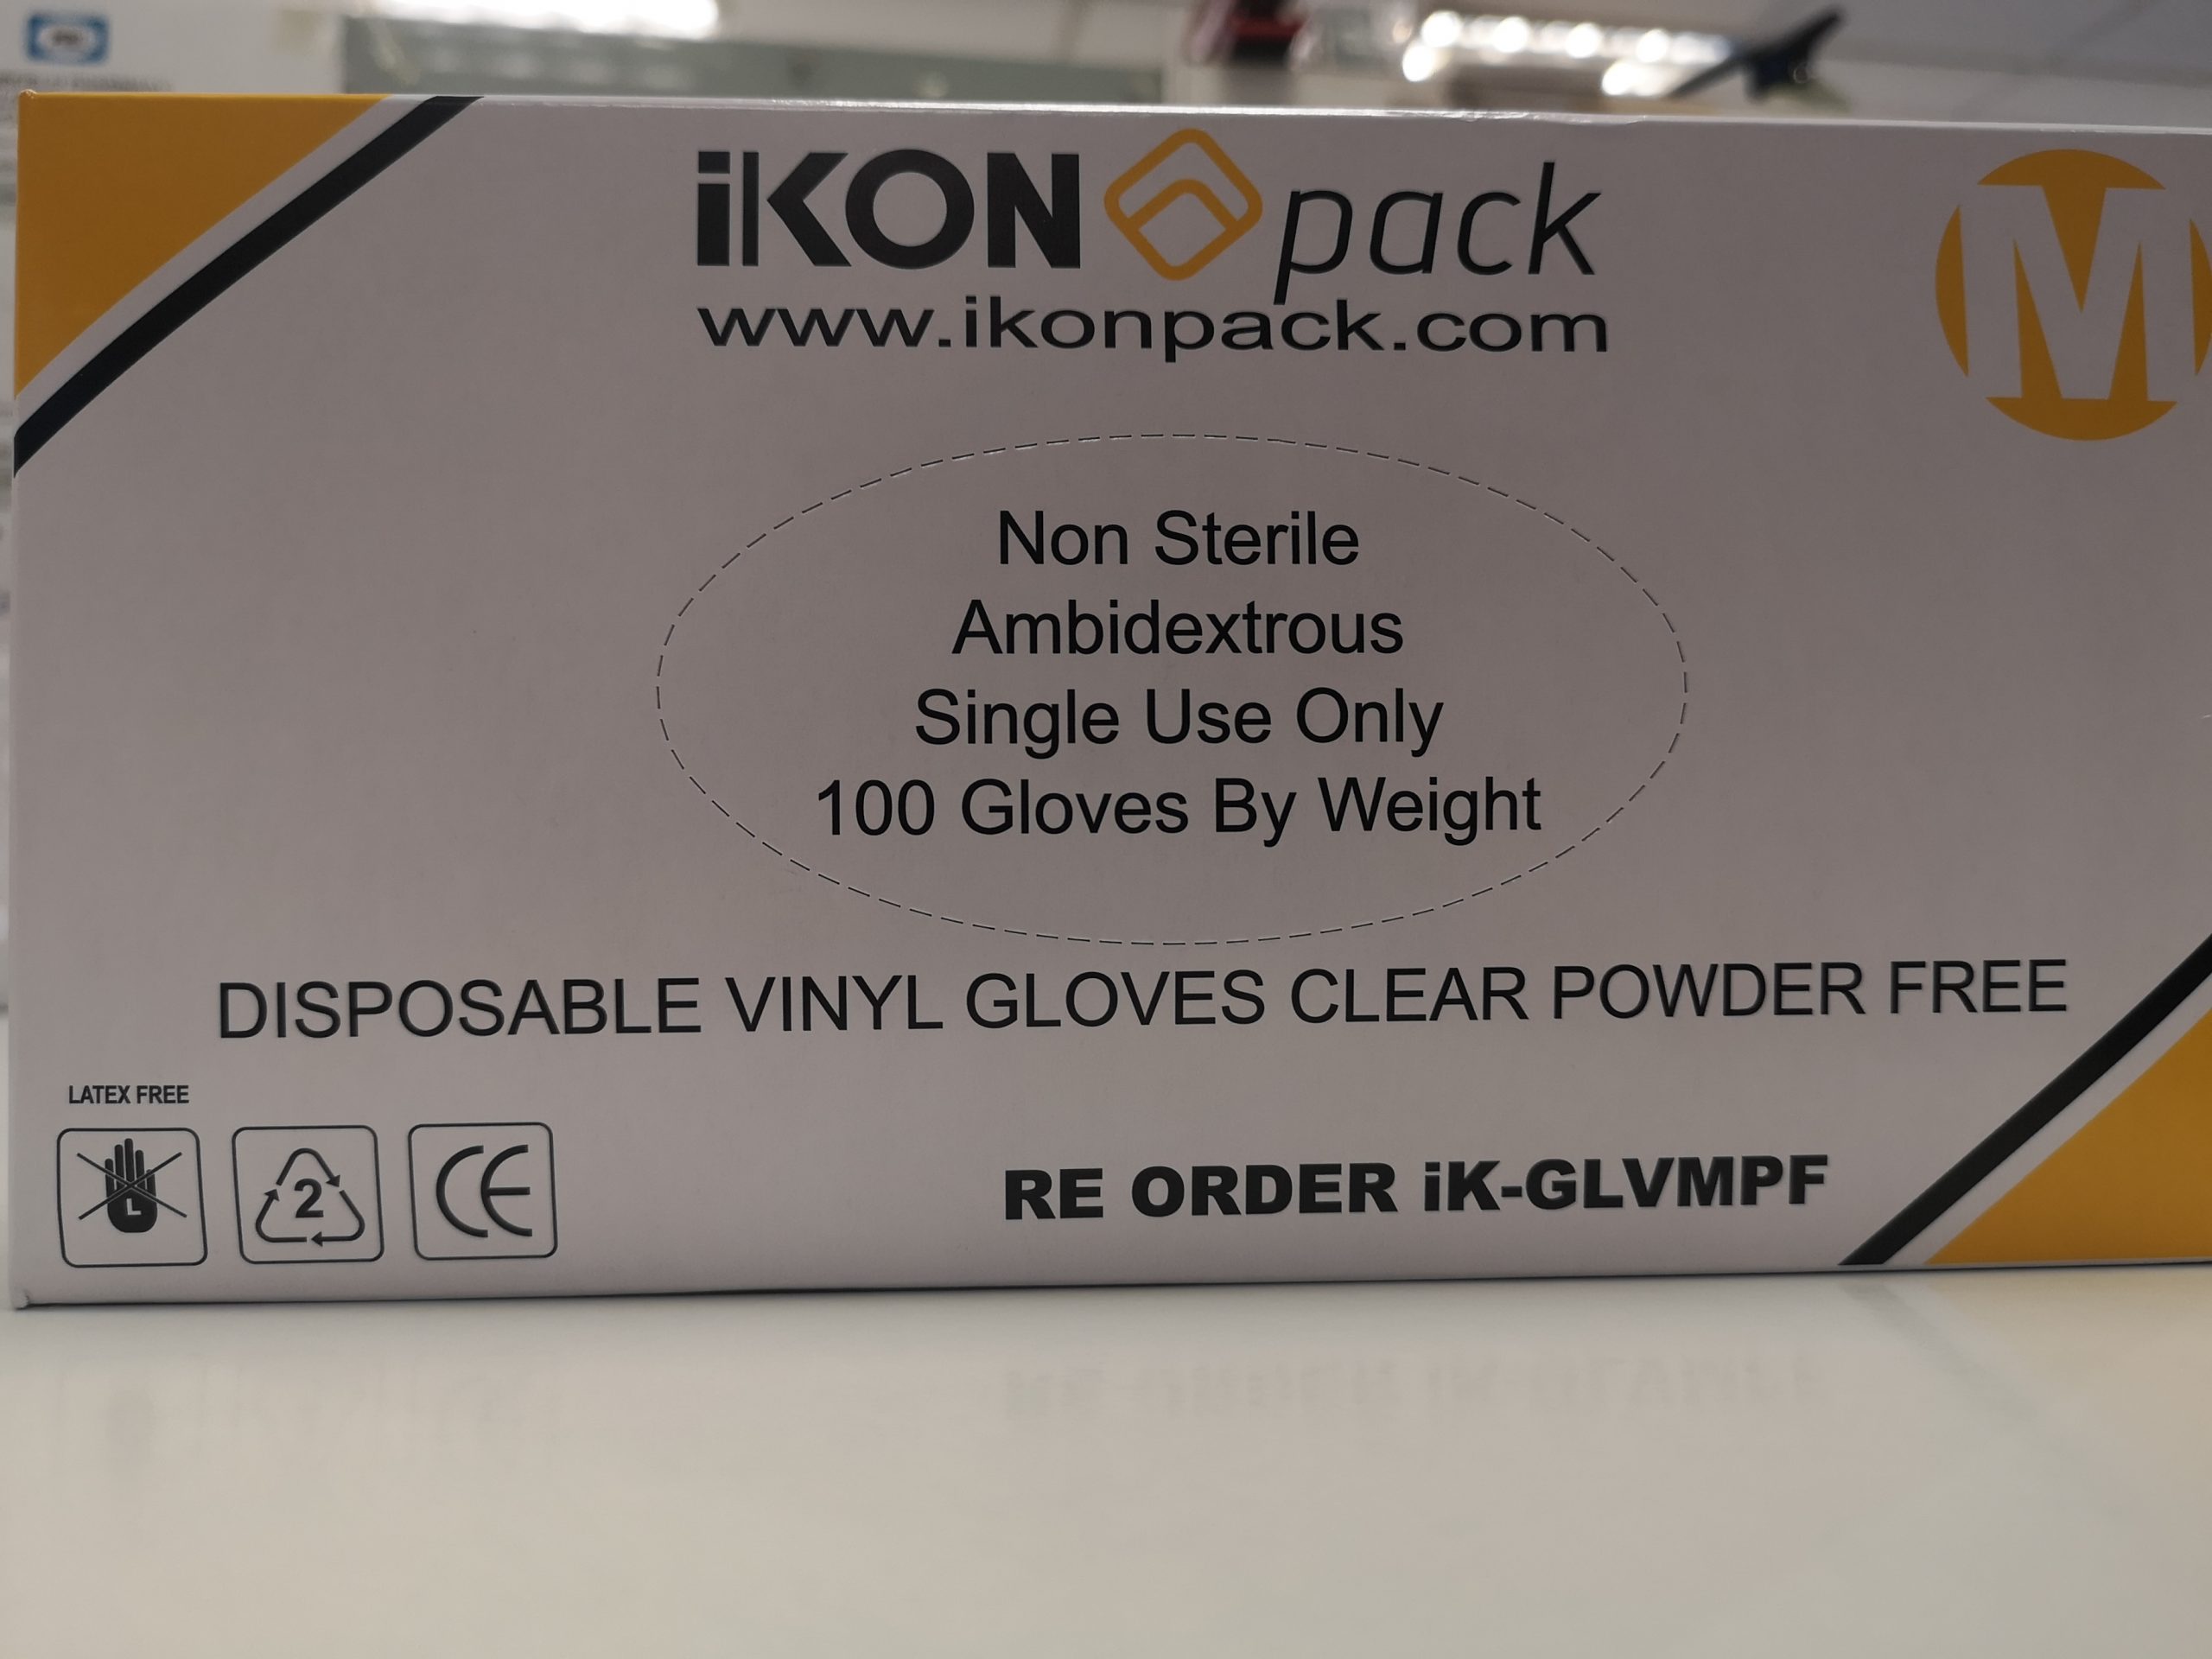 iKON pack
www.ikonpack.com
M
Non Sterile
Ambidextrous
Single Use Only
100 Gloves By Weight
DISPOSABLE VINYL GLOVES CLEAR POWDER FREE
LATEX FREE
L
2
CE
RE ORDER iK-GLVMPF